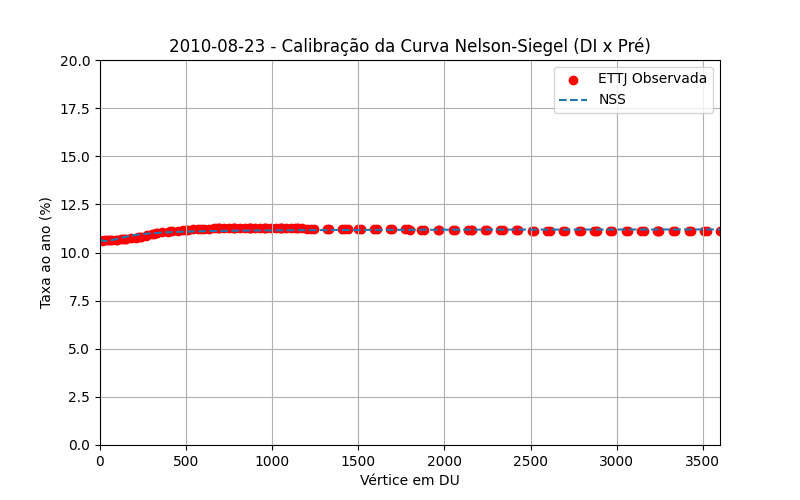 2010-08-23 - Calibração da Curva Nelson-Siegel (DI x Pré)
ETTJ Observada
NSS
Taxa ao ano (%)
20.0
17.5
15.0
12.5
10.0
7.5
5.0
2.5
0.0
0 500 1000 1500 2000 2500 3000 3500
Vértice em DU